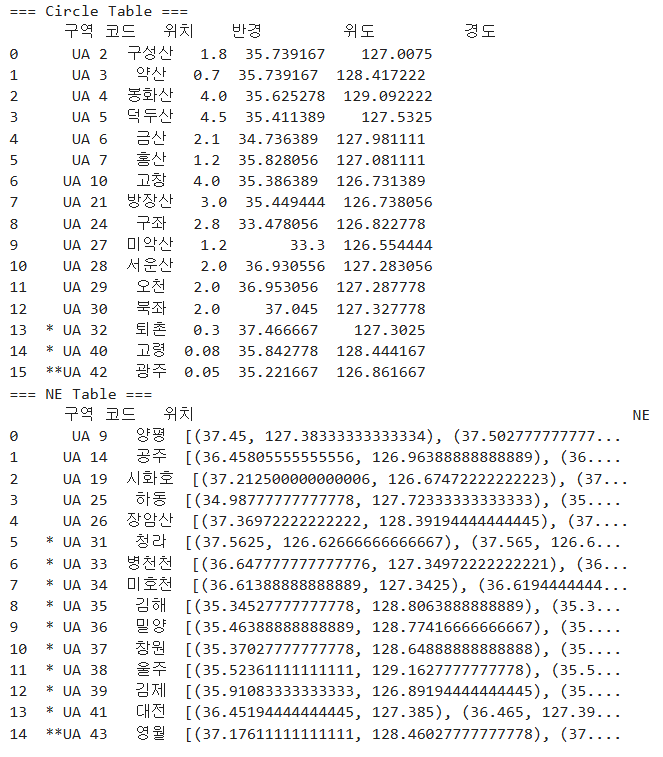 === Circle Table ===
구역 코드 위치 반경 위도 경도
0 UA 2 구성산 1.8 35.739167 127.0075
1 UA 3 약산 0.7 35.739167 128.417222
2 UA 4 봉화산 4.0 35.625278 129.092222
3 UA 5 덕두산 4.5 35.411389 127.5325
4 UA 6 금산 2.1 34.736389 127.981111
5 UA 7 홍산 1.2 35.828056 127.081111
6 UA 10 고창 4.0 35.386389 126.731389
7 UA 21 방장산 3.0 35.449444 126.738056
8 UA 24 구좌 2.8 33.478056 126.822778
9 UA 27 미악산 1.2 33.3 126.554444
10 UA 28 서운산 2.0 36.930556 127.283056
11 UA 29 오천 2.0 36.953056 127.287778
12 UA 30 북좌 2.0 37.045 127.327778
13 * UA 32 퇴촌 0.3 37.466667 127.3025
14 * UA 40 고령 0.08 35.842778 128.444167
15 **UA 42 광주 0.05 35.221667 126.861667
=== NE Table ===
구역 코드 위치 NE
0 UA 9 양평 [(37.45, 127.38333333333334), (37.502777777777...
1 UA 14 공주 [(36.45805555555556, 126.96388888888889), (36....
2 UA 19 시화호 [(37.212500000000006, 126.67472222222223), (37...
3 UA 25 하동 [(34.98777777777778, 127.72333333333333), (35....
4 UA 26 장암산 [(37.36972222222222, 128.39194444444445), (37....
5 * UA 31 청라 [(37.5625, 126.62666666666667), (37.565, 126.6...
6 * UA 33 병천천 [(36.647777777777776, 127.34972222222221), (36...
7 * UA 34 미호천 [(36.61388888888889, 127.3425), (36.6194444444...
8 * UA 35 김해 [(35.34527777777778, 128.8063888888889), (35.3...
9 * UA 36 밀양 [(35.46388888888889, 128.77416666666667), (35....
10 * UA 37 창원 [(35.37027777777778, 128.64888888888888), (35....
11 * UA 38 울주 [(35.52361111111111, 129.1627777777778), (35.5...
12 * UA 39 김제 [(35.91083333333333, 126.89194444444445), (35....
13 * UA 41 대전 [(36.45194444444445, 127.385), (36.465, 127.39...
14 **UA 43 영월 [(37.17611111111111, 128.46027777777778), (37....